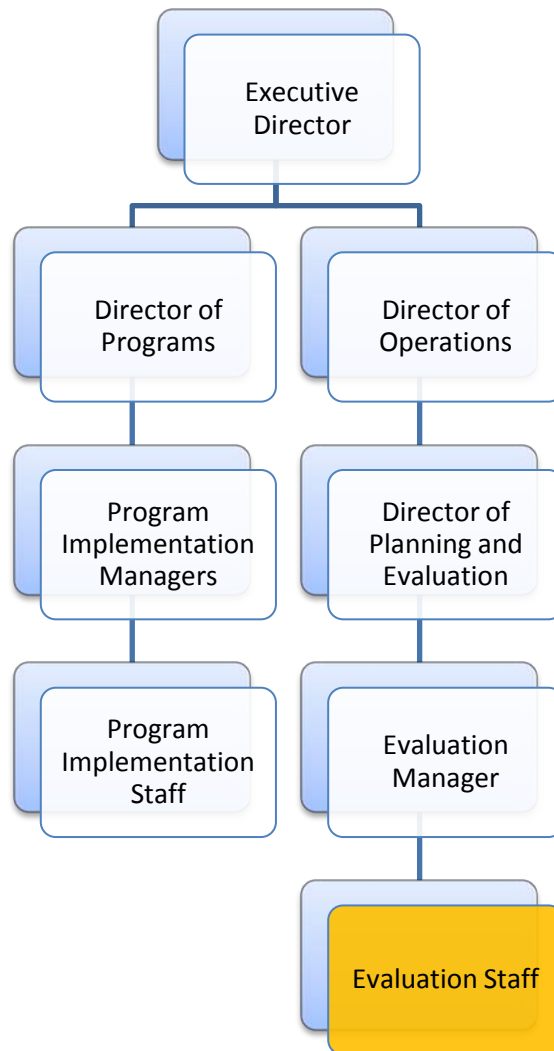 Executive
Director
Director of
Programs
Director of
Operations
Program
Implementation
Managers
Director of
Planning and
Evaluation
Program
Implementation
Staff
Evaluation
Manager
Evaluation Staff